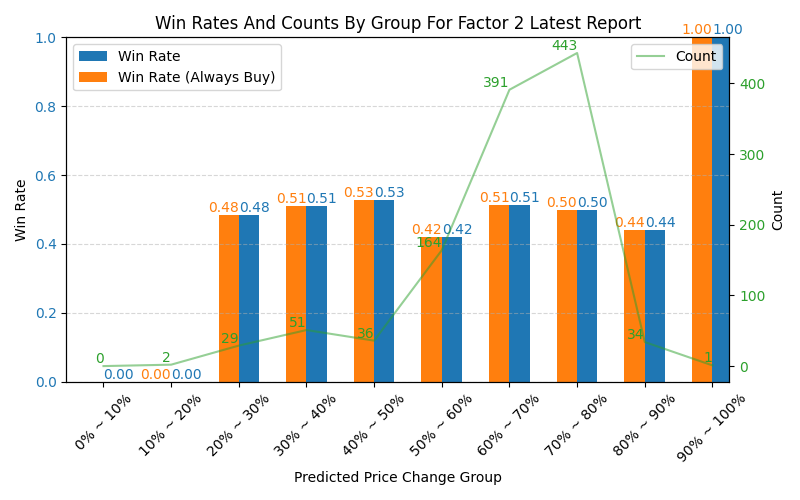 Win Rates And Counts By Group For Factor 2 Latest Report
Win Rate
Win Rate (Always Buy)
Count
1.0
0.8
0.6
0.4
0.2
0.0
Win Rate
400
300
200
100
0
Count
0.00
0.00 0.00
0.48 0.48
0.51 0.51
0.53 0.53
0.42 0.42
0.51 0.51
0.50 0.50
0.44 0.44
1.00 1.00
0
2
29
51
36
164
391
443
34
1
0% ~ 10%
10% ~ 20%
20% ~ 30%
30% ~ 40%
40% ~ 50%
50% ~ 60%
60% ~ 70%
70% ~ 80%
80% ~ 90%
90% ~ 100%
Predicted Price Change Group